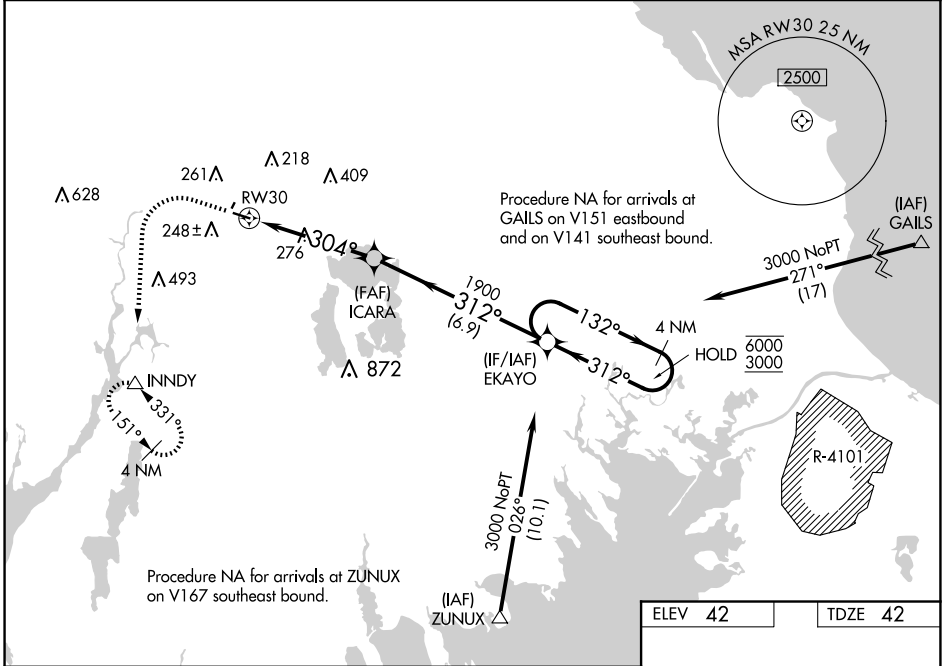 MSA RW30 25 NM
2500
218
261
409
628
RW30
Procedure NA for arrivals at
GAILS on V151 eastbound
and on V141 southeast bound.
(IAF)
GAILS
248±
276
304°
3000 NoPT
271°
(17)
493
(FAF)
ICARA
1900
312°
(6.9)
132°
4 NM
HOLD
6000
3000
872
(IF/IAF)
EKAYO
312°
INNDY
331°
151°
4 NM
R-4101
3000 NoPT
026°
(10.1)
Procedure NA for arrivals at ZUNUX
on V167 southeast bound.
(IAF)
ZUNUX
ELEV 42
TDZE 42